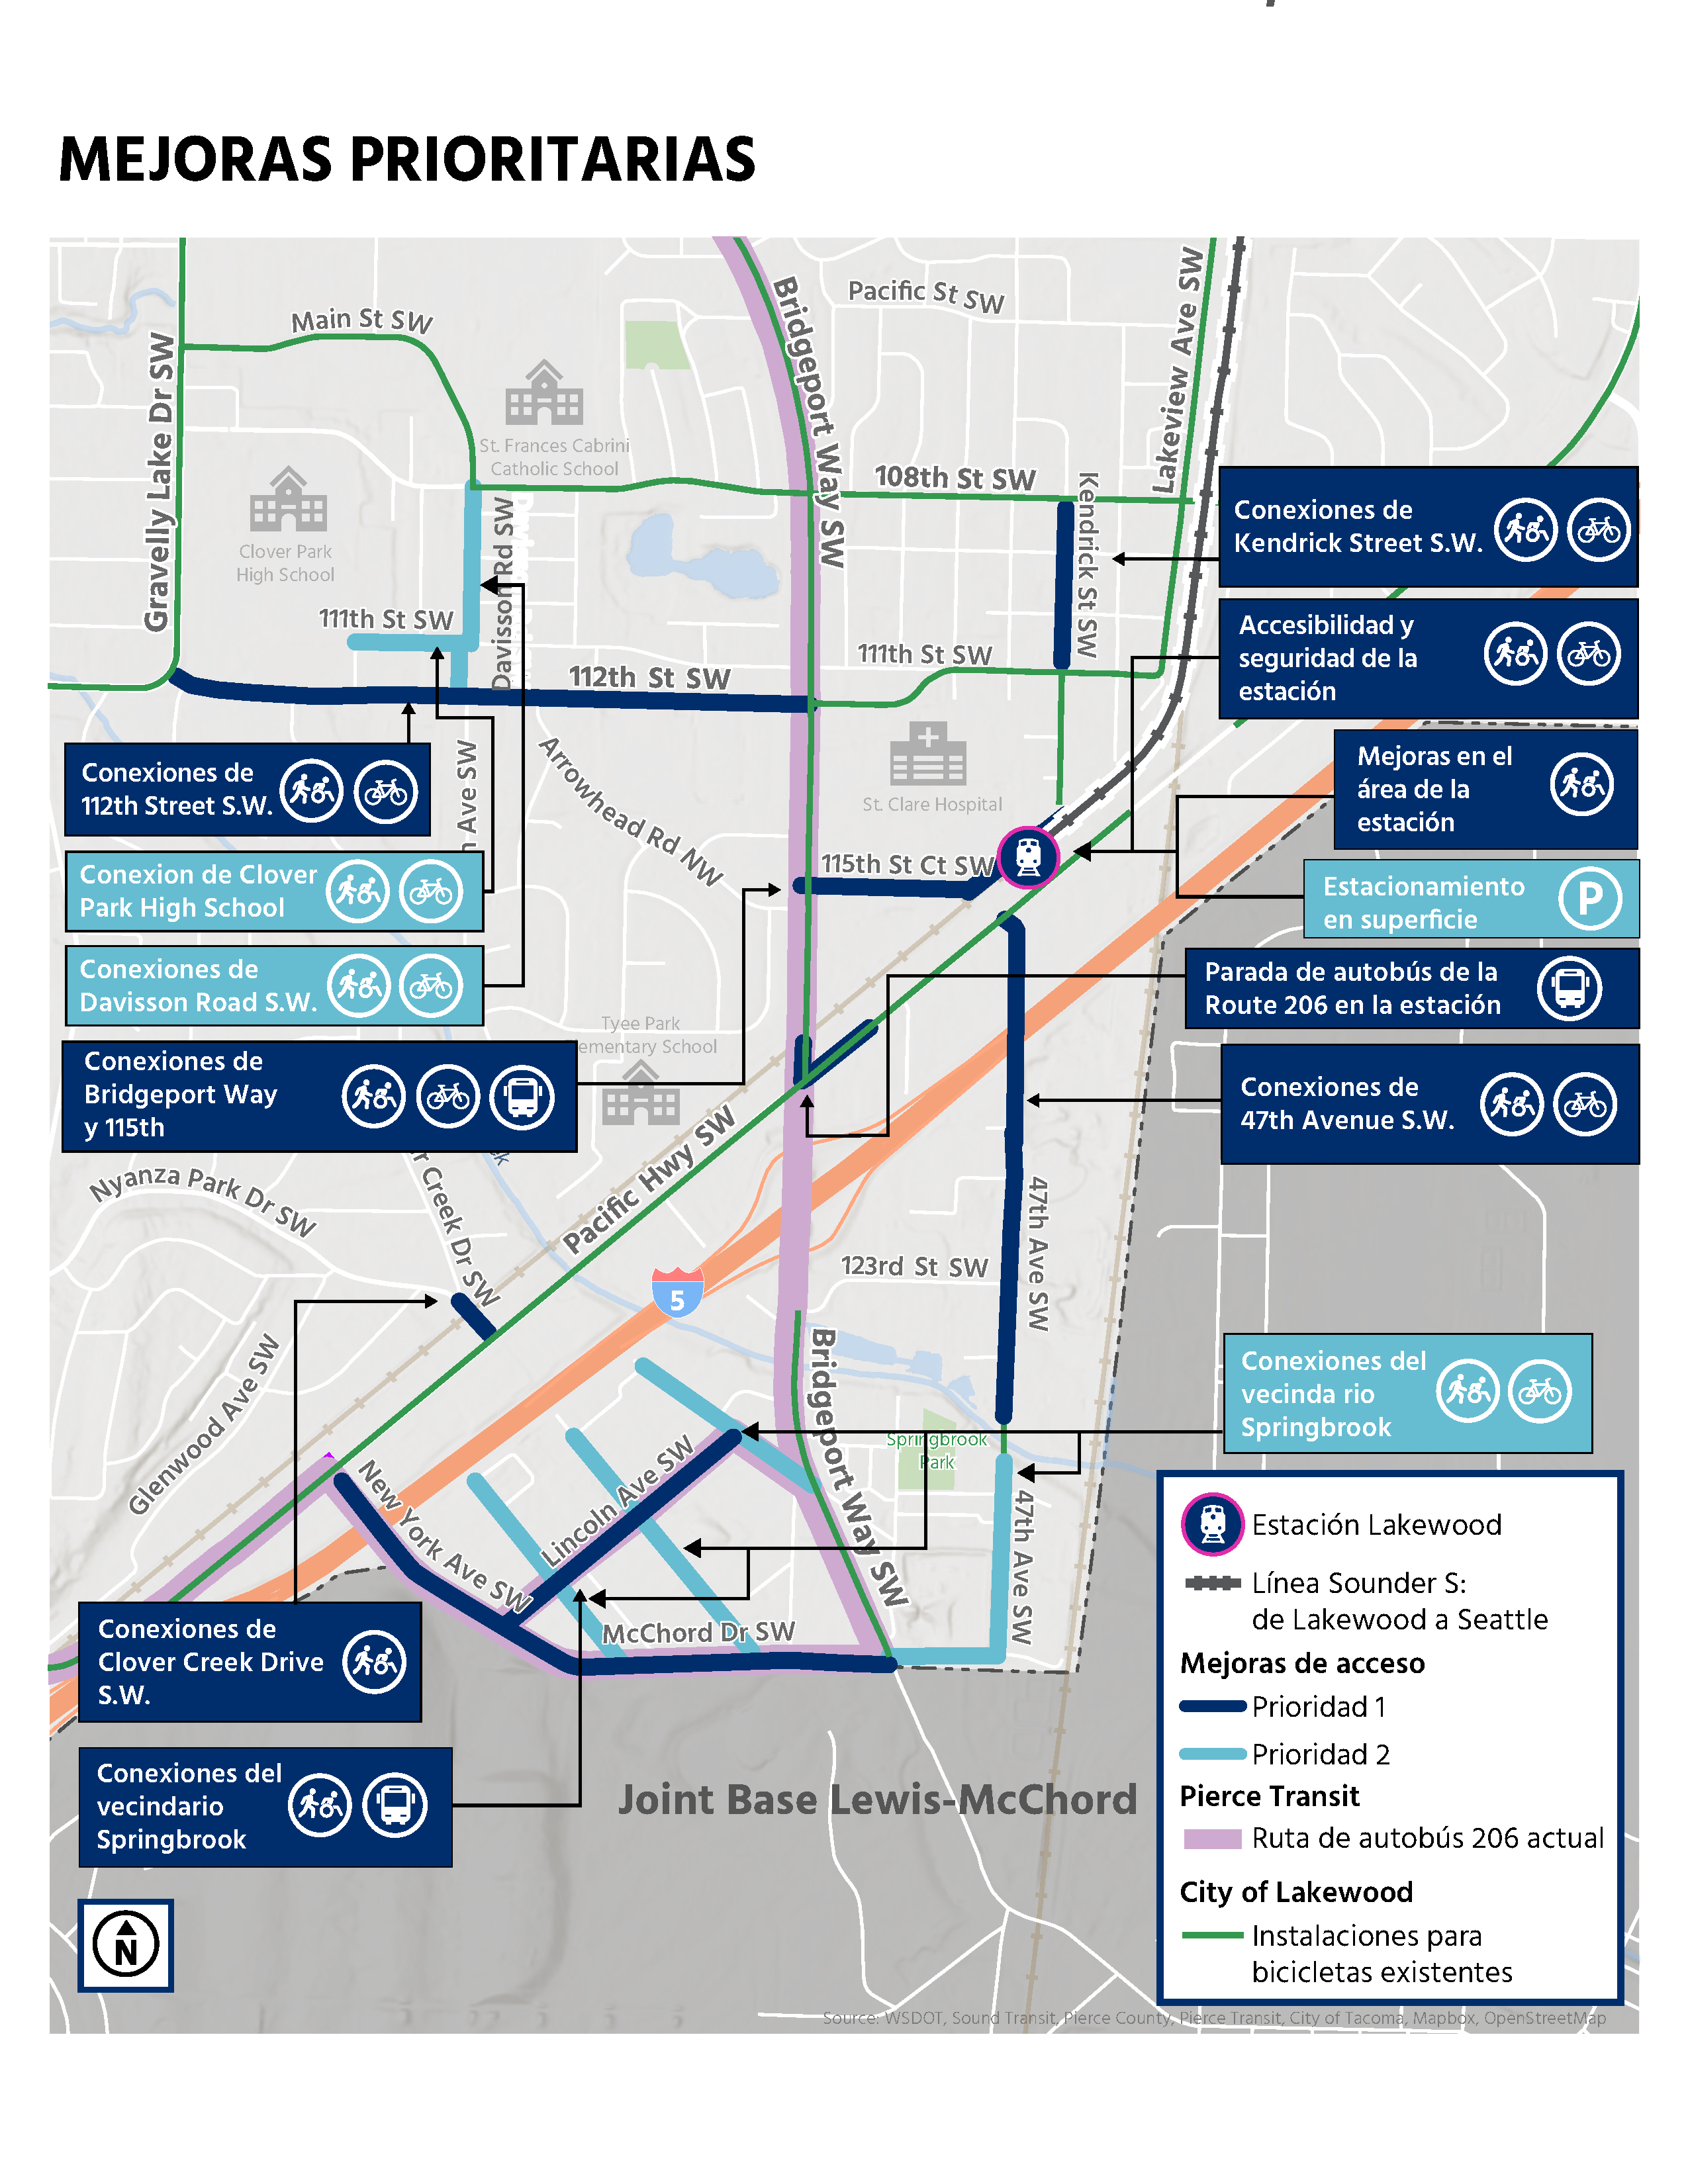 MEJORAS PRIORITARIAS
Pacific St SW
Main St SW
Bridgeport Way SW
Lakeview Ave SW
Gravelly Lake Dr SW
St. Frances Cabrini
Catholic School
108th St SW
Kendrick St SW
Conexiones de
Kendrick Street S.W.
Clover Park
High School
Davisson Rd SW
111th St SW
111th St SW
112th St SW
Accesibilidad y
seguridad de la
estación
Mejoras en el
área de la
estación
Conexiones de
112th Street S.W.
Ave SW
Arrowhead Rd NW
St. Clare Hospital
115th St Ct SW
Conexion de Clover
Park High School
Estacionamiento
en superficie
P
Conexiones de
Davisson Road S.W.
Parada de autobús de la
Route 206 en la estación
Tyee Park
ementary School
Conexiones de
Bridgeport Way
y 115th
Conexiones de
47th Avenue S.W.
Pacific Hwy SW
Nyanza Park Dr SW
r Creek Dr SW
47th Ave SW
123rd St SW
5
Glenwood Ave SW
Bridgeport Way SW
Conexiones del
vecinda rio
Springbrook
Springbrook
Park
New York Ave SW
Lincoln Ave SW
47th Ave SW
McChord Dr SW
Conexiones de
Clover Creek Drive
S.W.
Conexiones del
vecindario
Springbrook
Joint Base Lewis-McChord
N
Estación Lakewood
Línea Sounder S:
de Lakewood a Seattle
Mejoras de acceso
Prioridad 1
Prioridad 2
Pierce Transit
Ruta de autobús 206 actual
City of Lakewood
Instalaciones para
bicicletas existentes
Source: WSDOT, Sound Transit, Pierce County, Pierce Transit, City of Tacoma, Mapbox, OpenStreetMap